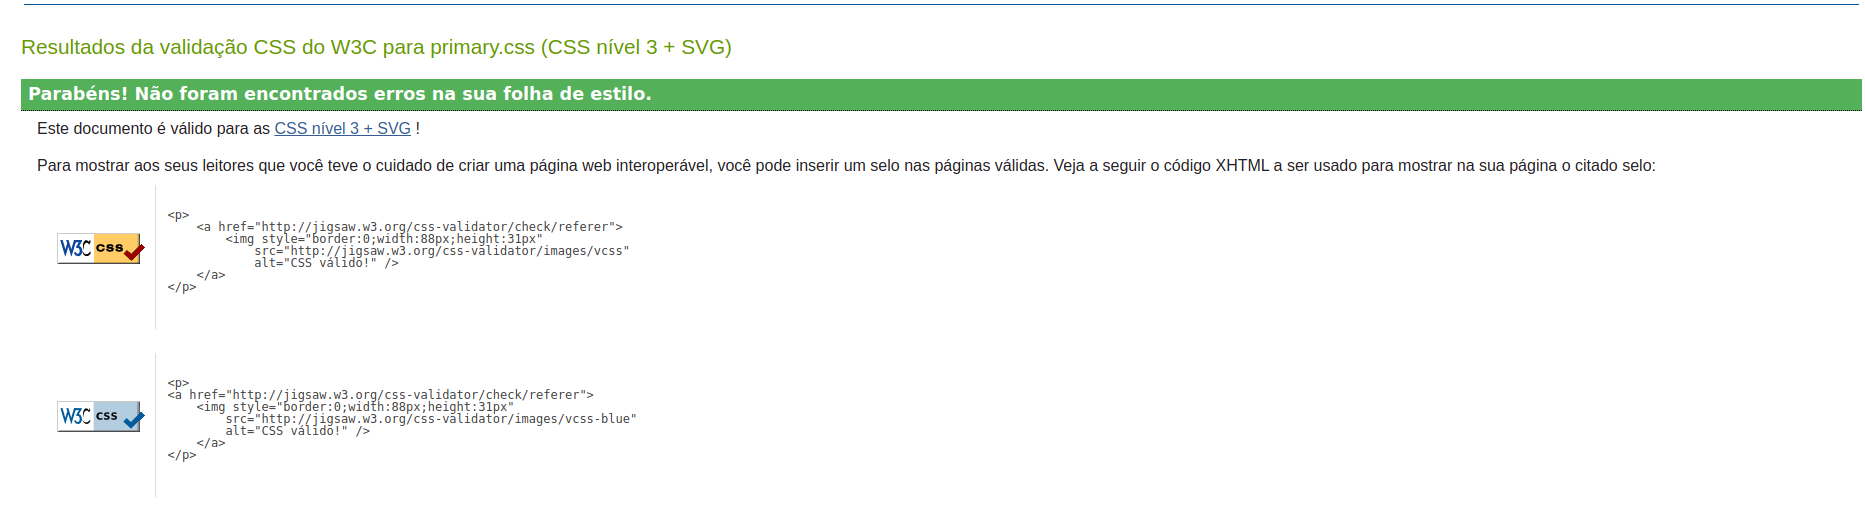 Resultados da validação CSS do W3C para primary.css (CSS nível 3 + SVG)
Parabéns! Não foram encontrados erros na sua folha de estilo.
Este documento é válido para as CSS nível 3 + SVG !
Para mostrar aos seus leitores que você teve o cuidado de criar uma página web interoperável, você pode inserir um selo nas páginas válidas. Veja a seguir o código XHTML a ser usado para mostrar na sua página o citado selo:
W3C css
<p>
    <a href="http://jigsaw.w3.org/css-validator/check/referer">
        <img style="border:0;width:88px;height:31px"
            src="http://jigsaw.w3.org/css-validator/images/vcss"
            alt="CSS válido!" />
    </a>
</p>
W3C css
<p>
<a href="http://jigsaw.w3.org/css-validator/check/referer">
    <img style="border:0;width:88px;height:31px"
        src="http://jigsaw.w3.org/css-validator/images/vcss-blue"
        alt="CSS válido!" />
    </a>
</p>